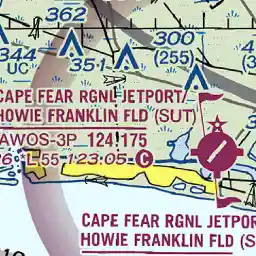 362
300
344
(255)
UC
351
CAPE FEAR RGNL JETPORT/
HOWIE FRANKLIN FLD (SUT)
AWOS-3P 124.175
L 55 123.05 C
CAPE FEAR RGNL JETPOR
HOWIE FRANKLIN FLD (S